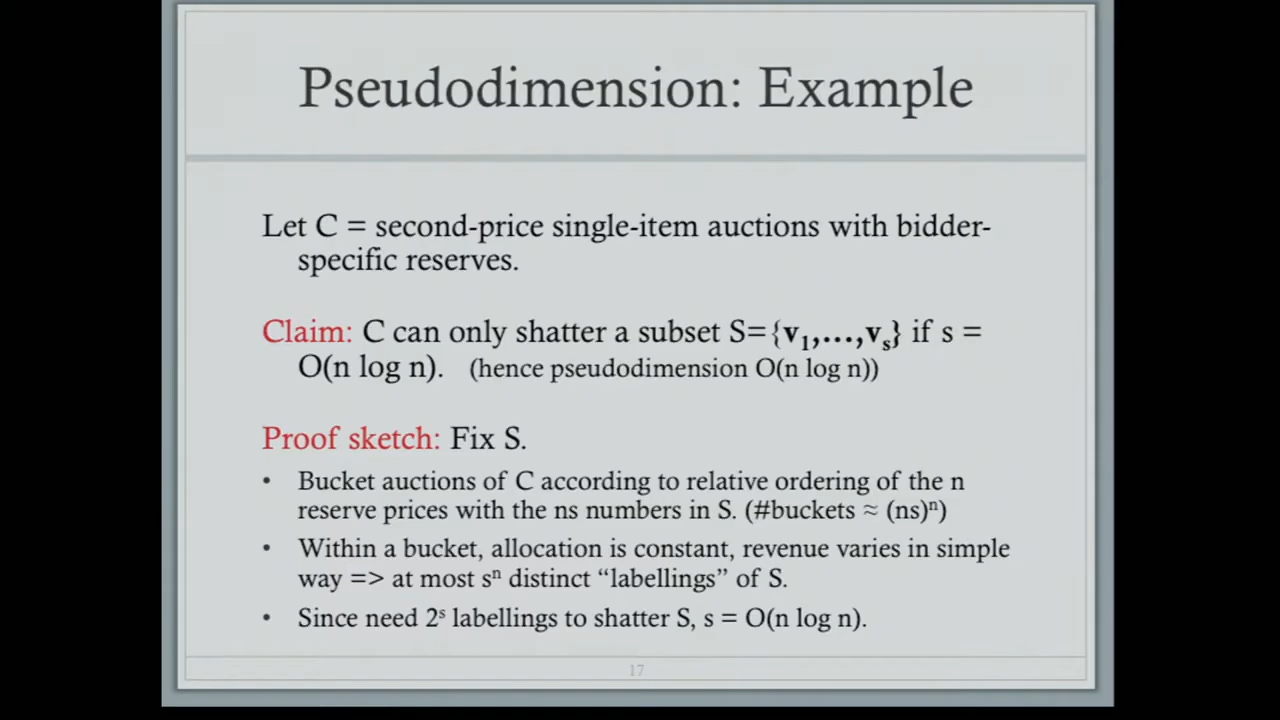 Pseudodimension: Example
Let C = second-price single-item auctions with bidder-
specific reserves.
Claim: C can only shatter a subset S={v₁,...,vₛ} if s =
O(n log n). (hence pseudodimension O(n log n))
Proof sketch: Fix S.
• Bucket auctions of C according to relative ordering of the n
reserve prices with the ns numbers in S. (#buckets ≈ (ns)ⁿ)
• Within a bucket, allocation is constant, revenue varies in simple
way => at most sⁿ distinct “labellings” of S.
• Since need 2ˢ labellings to shatter S, s = O(n log n).
17